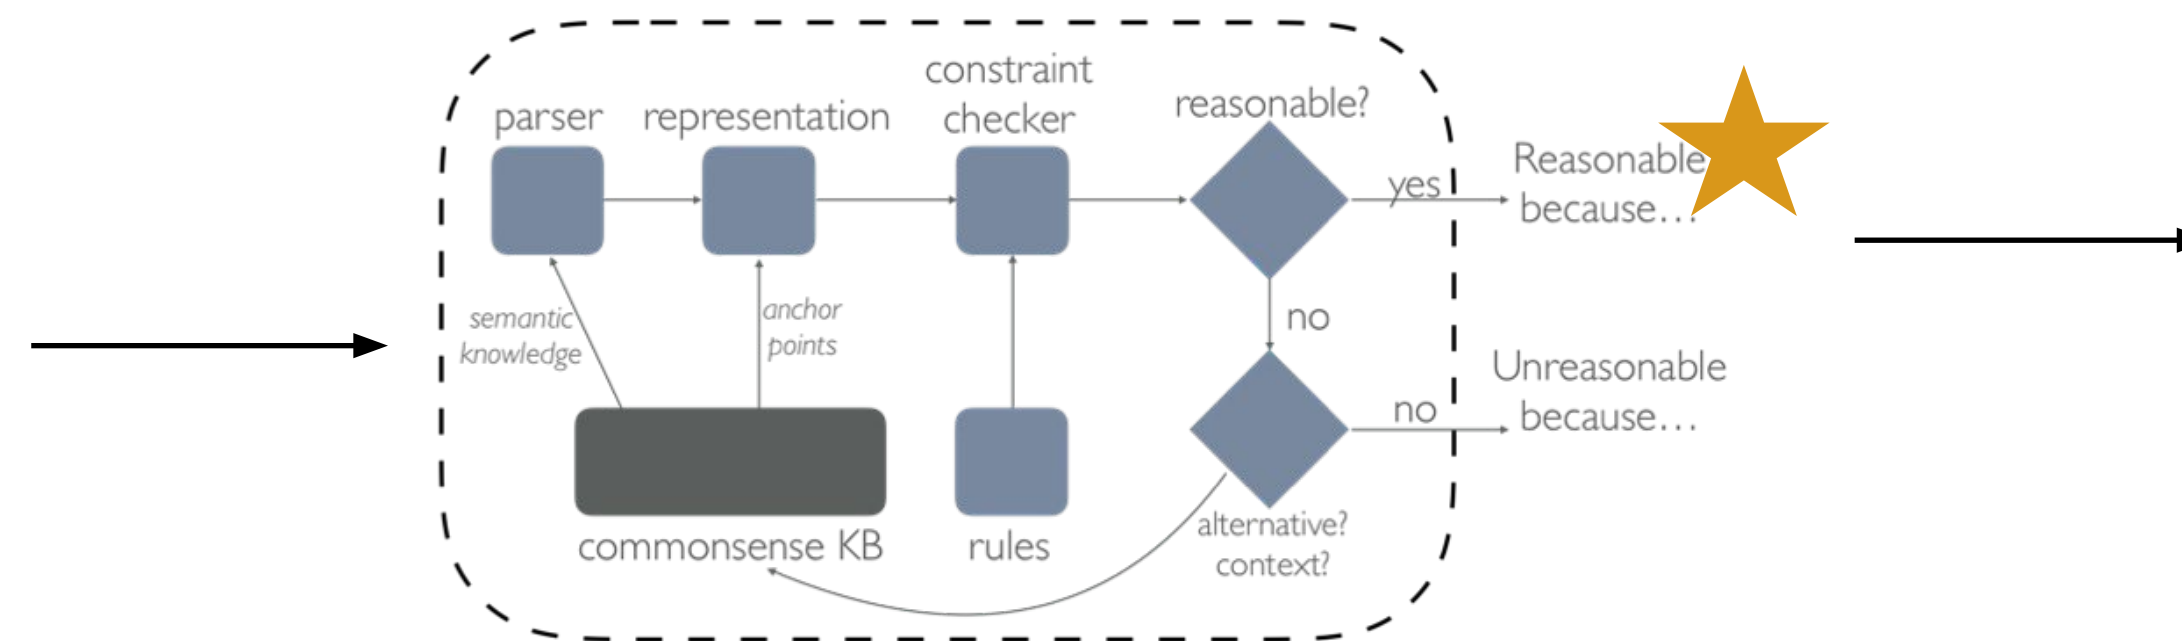 parser
representation
constraint
checker
reasonable?
yes
Reasonable
because…
semantic
knowledge
anchor
points
no
Unreasonable
because…
no
commonsense KB
rules
alternative?
context?